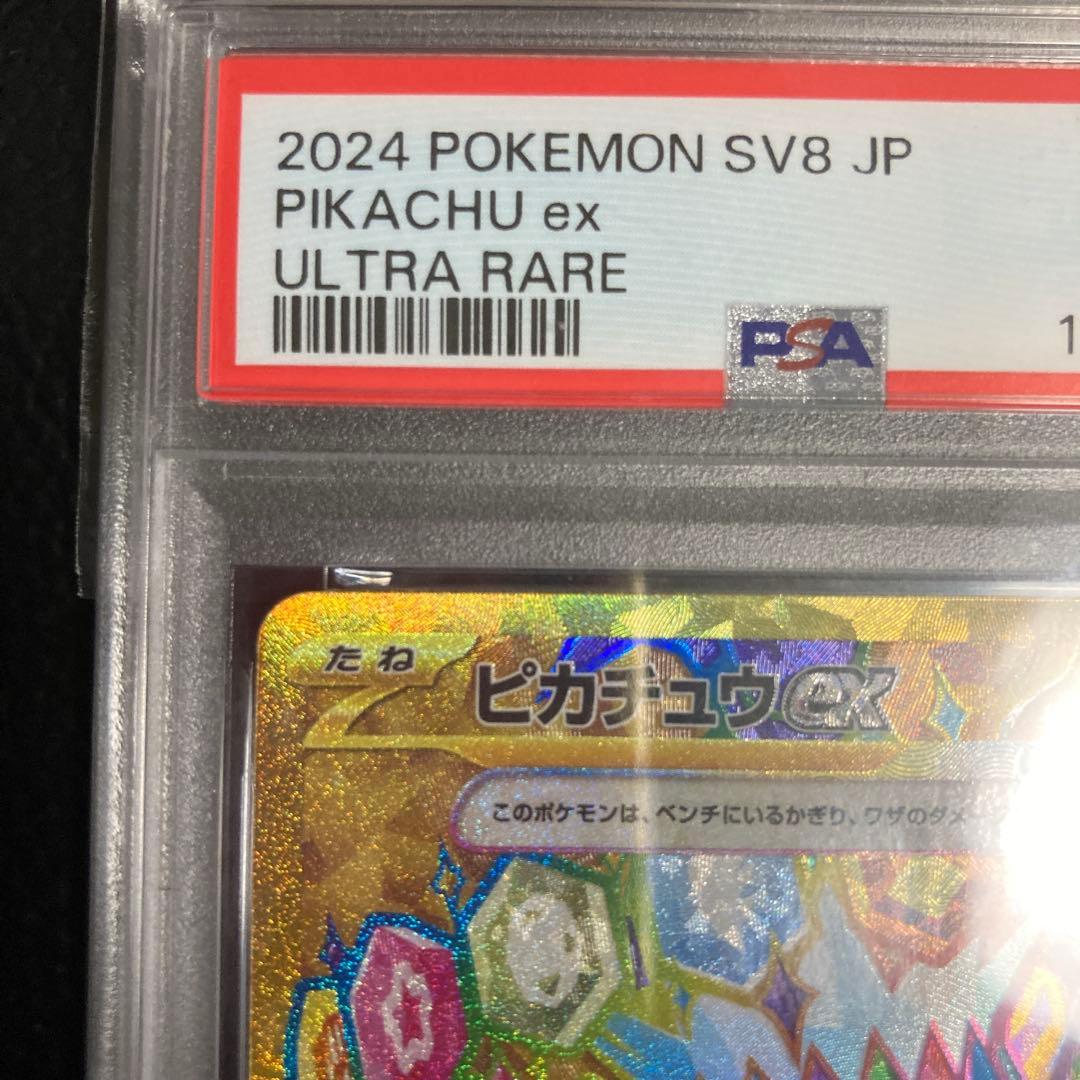 2024 POKEMON SV8 JP
PIKACHU ex
ULTRA RARE
PSA
1
たね
ピカチュウex
このポケモンは、ベンチにいるかぎり、ワザのダメ